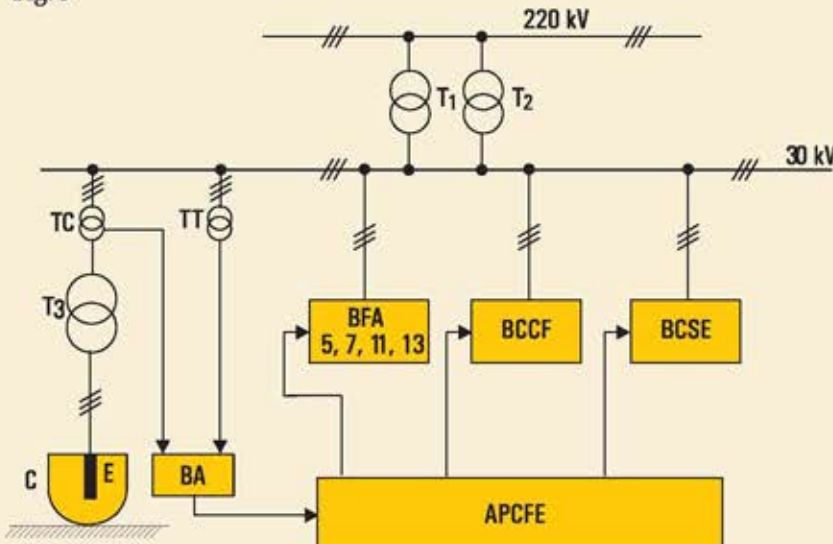 220 kV
T1
T2
30 kV
TC
TT
T3
BFA
5, 7, 11, 13
BCCF
BCSE
C
E
BA
APCFE